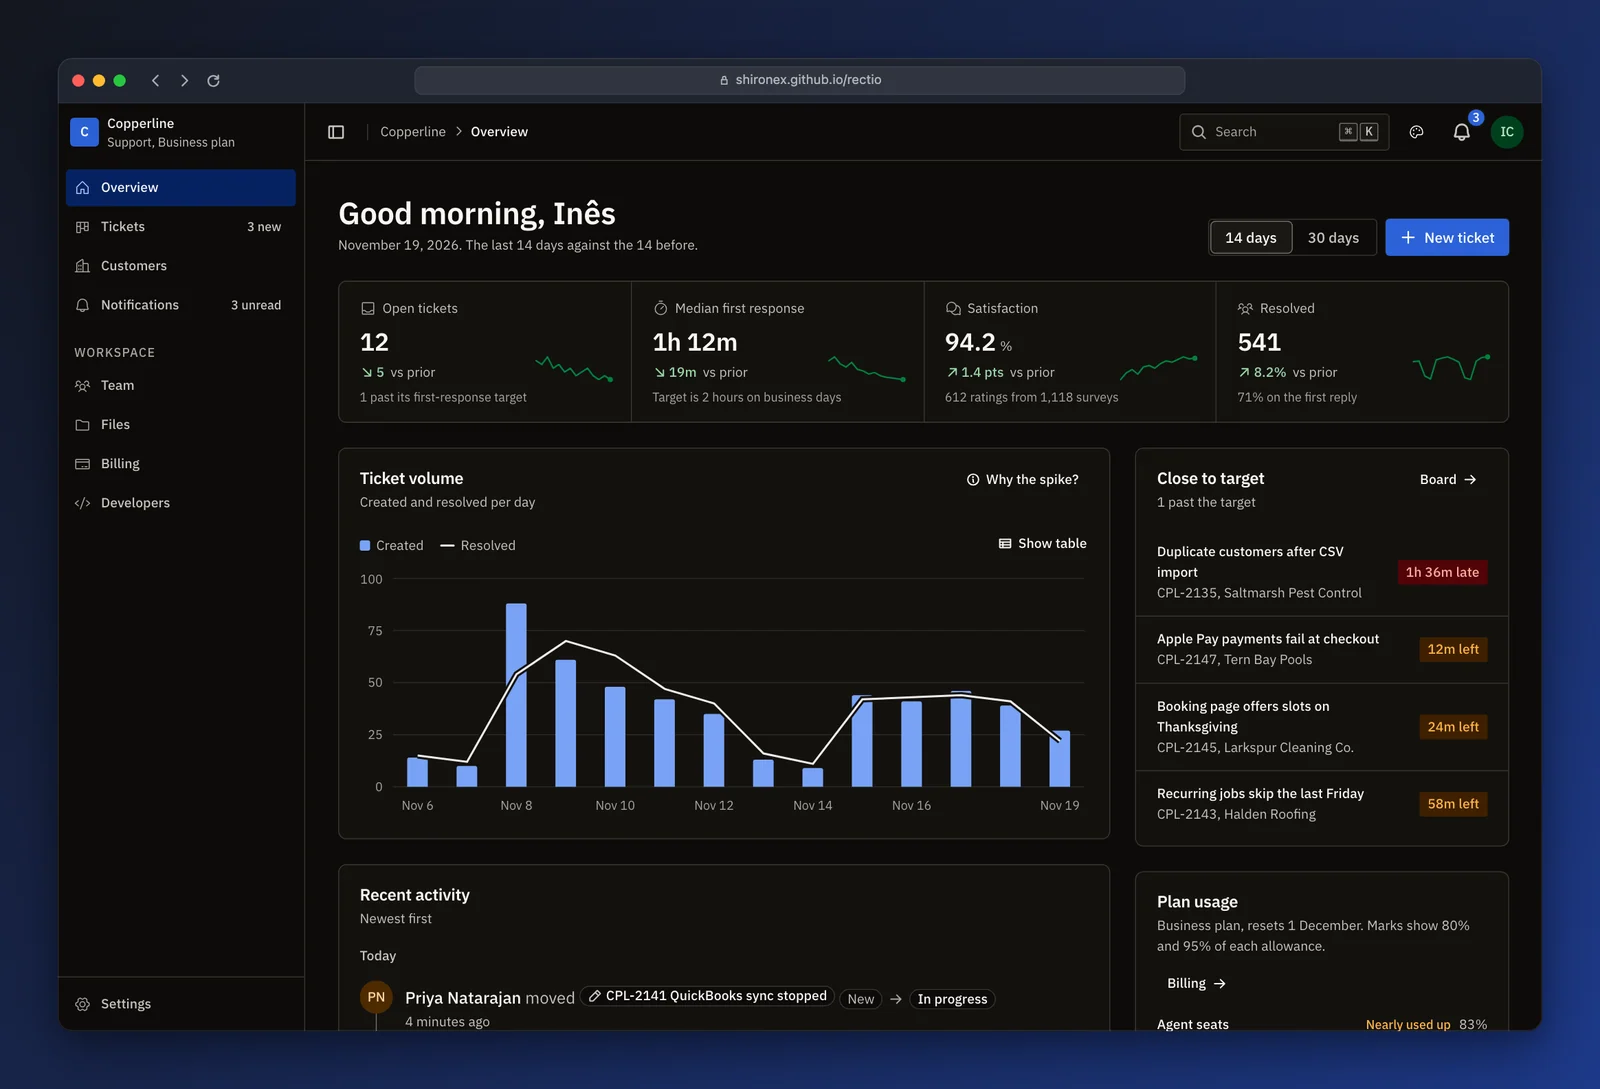 shironex.github.io/rectio
C
Copperline
Support, Business plan
Overview
Tickets
3 new
Customers
Notifications
3 unread
WORKSPACE
Team
Files
Billing
Developers
Settings
Copperline > Overview
Search
⌘ K
3
IC
Good morning, Inês
November 19, 2026. The last 14 days against the 14 before.
14 days
30 days
+ New ticket
Open tickets
12
↘ 5 vs prior
1 past its first-response target
Median first response
1h 12m
↘ 19m vs prior
Target is 2 hours on business days
Satisfaction
94.2 %
↗ 1.4 pts vs prior
612 ratings from 1,118 surveys
Resolved
541
↗ 8.2% vs prior
71% on the first reply
Ticket volume
Created and resolved per day
Why the spike?
Created
Resolved
Show table
100
75
50
25
0
Nov 6
Nov 8
Nov 10
Nov 12
Nov 14
Nov 16
Nov 19
Close to target
1 past the target
Board →
Duplicate customers after CSV
import
CPL-2135, Saltmarsh Pest Control
1h 36m late
Apple Pay payments fail at checkout
CPL-2147, Tern Bay Pools
12m left
Booking page offers slots on
Thanksgiving
CPL-2145, Larkspur Cleaning Co.
24m left
Recurring jobs skip the last Friday
CPL-2143, Halden Roofing
58m left
Recent activity
Newest first
Today
PN
Priya Natarajan moved CPL-2141 QuickBooks sync stopped New → In progress
4 minutes ago
Plan usage
Business plan, resets 1 December. Marks show 80%
and 95% of each allowance.
Billing →
Agent seats
Nearly used up 83%